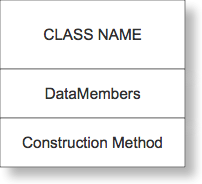 CLASS NAME
DataMembers
Construction Method